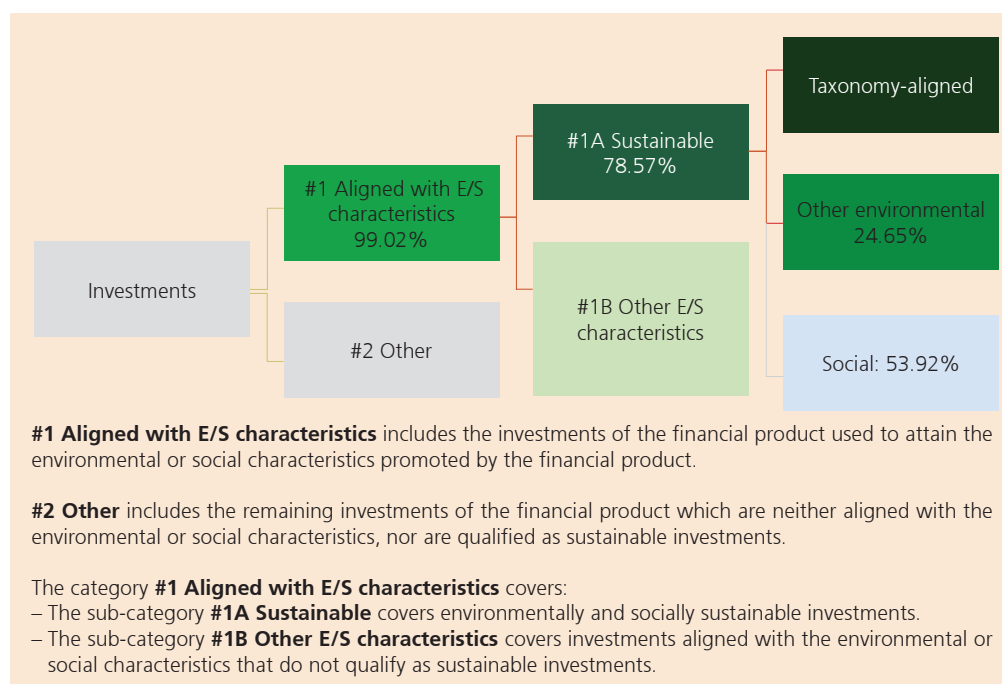 Taxonomy-aligned
#1A Sustainable
78.57%
#1 Aligned with E/S
characteristics
99.02%
Other environmental
24.65%
Investments
#1B Other E/S
characteristics
#2 Other
Social: 53.92%
#1 Aligned with E/S characteristics includes the investments of the financial product used to attain the
environmental or social characteristics promoted by the financial product.
#2 Other includes the remaining investments of the financial product which are neither aligned with the
environmental or social characteristics, nor are qualified as sustainable investments.
The category #1 Aligned with E/S characteristics covers:
– The sub-category #1A Sustainable covers environmentally and socially sustainable investments.
– The sub-category #1B Other E/S characteristics covers investments aligned with the environmental or
social characteristics that do not qualify as sustainable investments.